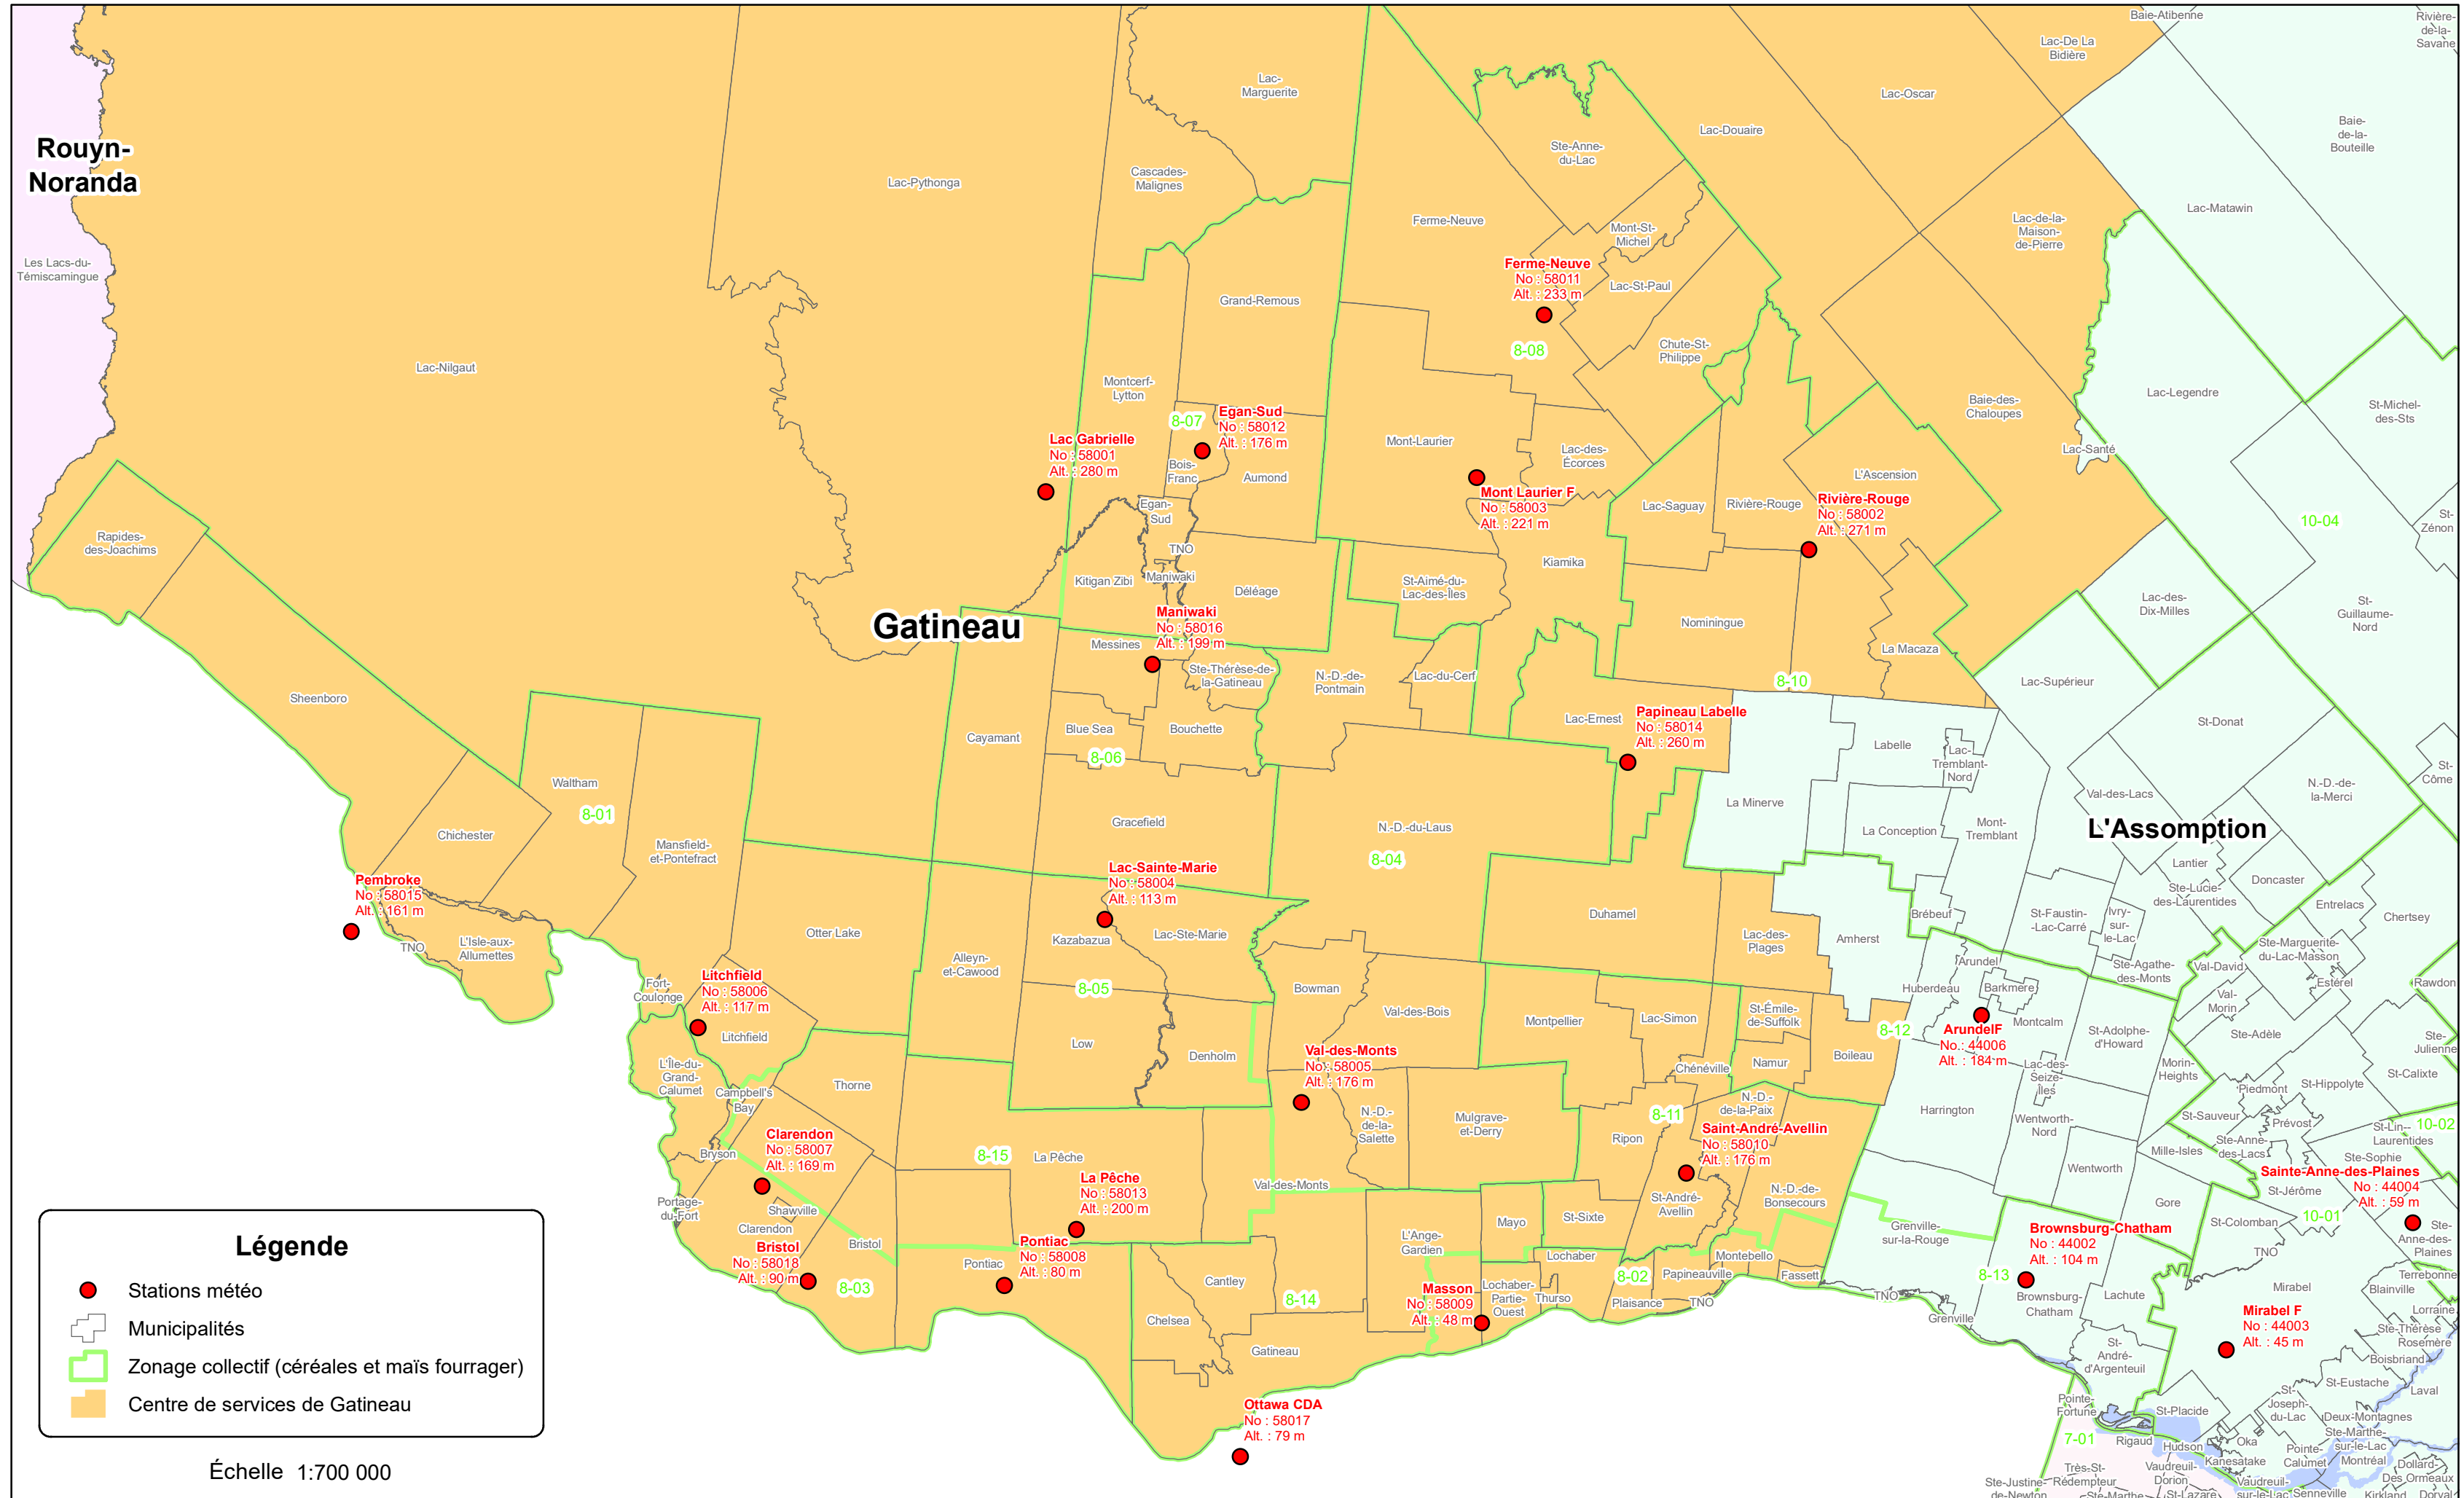 Rouyn-
Noranda
Les Lacs-du-
Témiscamingue
Lac-Nilgaut
Lac-Pythonga
Lac-
Marguerite
Cascades-
Malignes
Baie-Atibenne
Rivière-
de-la-
Savane
Lac-De La
Bidière
Lac-Oscar
Lac-Douaire
Baie-
de-la-
Bouteille
Ste-Anne-
du-Lac
Lac-Matawin
Lac-de-la-
Maison-
de-Pierre
Ferme-Neuve
Mont-St-
Michel
Lac-St-Paul
Ferme-Neuve
No : 58011
Alt. : 233 m
8-08
Chute-St-
Philippe
Grand-Remous
Montcerf-
Lytton
8-07
Egan-Sud
No : 58012
Alt. : 176 m
Bois-
Franc
Aumond
Lac Gabrielle
No : 58001
Alt. : 280 m
Egan-
Sud
TNO
Kitigan Zibi
Maniwaki
Déléage
Mont-Laurier
Lac-des-
Écorces
Mont Laurier F
No : 58003
Alt. : 221 m
Lac-Saguay
Rivière-Rouge
L'Ascension
Rivière-Rouge
No : 58002
Alt. : 271 m
Baie-des-
Chaloupes
Lac-Legendre
Lac-Santé
St-Michel-
des-Sts
10-04
St-
Zénon
Rapides-
des-Joachims
Sheenboro
Gatineau
Maniwaki
No : 58016
Alt. : 199 m
Messines
Ste-Thérèse-de-
la-Gatineau
Kiamika
St-Aimé-du-
Lac-des-Îles
Nominingue
La Macaza
Lac-des-
Dix-Milles
St-
Guillaume-
Nord
N.-D.-de-
Pontmain
Lac-du-Cerf
8-10
Lac-Supérieur
Cayamant
Blue Sea
Bouchette
8-06
Lac-Ernest
Papineau Labelle
No : 58014
Alt. : 260 m
St-Donat
Labelle
Lac-
Tremblant-
Nord
St-
Côme
Waltham
8-01
Chichester
Mansfield-
et-Pontefract
Gracefield
N.-D.-du-Laus
8-04
La Minerve
La Conception
Mont-
Tremblant
Val-des-Lacs
N.-D.-de-
la-Merci
L'Assomption
Lantier
Pembroke
No : 58015
Alt. : 161 m
TNO
L'Isle-aux-
Allumettes
Otter Lake
Lac-Sainte-Marie
No : 58004
Alt. : 113 m
Kazabazua
Lac-Ste-Marie
Alleyn-
et-Cawood
8-05
Duhamel
Lac-des-
Plages
Amherst
Brébeuf
St-Faustin-
-Lac-Carré
Ivry-
sur-
le-Lac
Ste-Lucie-
des-Laurentides
Doncaster
Entrelacs
Chertsey
Ste-Marguerite-
du-Lac-Masson
Fort-
Coulonge
Litchfield
No : 58006
Alt. : 117 m
Litchfield
L'Île-du-
Grand-
Calumet
Campbell's
Bay
Thorne
Low
Denholm
Bowman
Val-des-Bois
Montpellier
Lac-Simon
St-Émile-
de-Suffolk
Arundel
Huberdeau
Barkmere
Ste-Agathe-
des-Monts
Val-David
Val-
Morin
Estérel
Rawdon
8-12
ArundelF
No : 44006
Alt. : 184 m
Montcalm
St-Adolphe-
d'Howard
Ste-Adèle
Ste-
Julienne
Val-des-Monts
No : 58005
Alt. : 176 m
Namur
Boileau
Chénéville
Lac-des-
Seize-
Îles
Morin-
Heights
St-Hippolyte
St-Calixte
Piedmont
N.-D.-
de-la-
Salette
Mulgrave-
et-Derry
8-11
Ripon
N.-D.-
de-la-Paix
Harrington
Wentworth-
Nord
St-Sauveur
Prévost
St-Lin--
Laurentides
10-02
Clarendon
No : 58007
Alt. : 169 m
Bryson
8-15
La Pêche
Saint-André-Avellin
No : 58010
Alt. : 176 m
Mille-Isles
Ste-Anne-
des-Lacs
Ste-Sophie
Wentworth
La Pêche
No : 58013
Alt. : 200 m
Val-des-Monts
N.-D.-de-
Bonsecours
St-André-
Avellin
Sainte-Anne-des-Plaines
No : 44004
Alt. : 59 m
St-Jérôme
10-01
Gore
Portage-
du-Fort
Shawville
Clarendon
Bristol
Bristol
No : 58018
Alt. : 90 m
8-03
Pontiac
Pontiac
No : 58008
Alt. : 80 m
L'Ange-
Gardien
Mayo
St-Sixte
Grenville-
sur-la-Rouge
Brownsburg-Chatham
No : 44002
Alt. : 104 m
St-Colomban
Ste-
Anne-des-
Plaines
TNO
Cantley
8-14
Lochaber
8-02
Montebello
Papineauville
Fassett
8-13
Brownsburg-
Chatham
Lachute
Mirabel
Terrebonne
Blainville
Chelsea
Masson
No : 58009
Alt. : 48 m
Lochaber-
Partie-
Ouest
Thurso
Plaisance
TNO
TNO
Grenville
Gatineau
St-
André-
d'Argenteuil
Mirabel F
No : 44003
Alt. : 45 m
Lorraine
Ste-Thérèse
Rosemère
Boisbriand
St-Eustache
Laval
Ottawa CDA
No : 58017
Alt. : 79 m
Pointe-
Fortune
7-01
St-Placide
St-
Joseph-
du-Lac
Deux-Montagnes
Ste-Marthe-
sur-le-Lac
Rigaud
Hudson
Oka
Kanesatake
Pointe-
Calumet
Montréal
Dollard-
Des Ormeaux
Très-St-
Rédempteur
Vaudreuil-
Dorion
Vaudreuil-
sur-le-Lac
Senneville
Ste-Justine-
de-Newton
Ste-Marthe
St-Lazare
Kirkland
Dorval
Légende
Stations météo
Municipalités
Zonage collectif (céréales et maïs fourrager)
Centre de services de Gatineau
Échelle 1:700 000